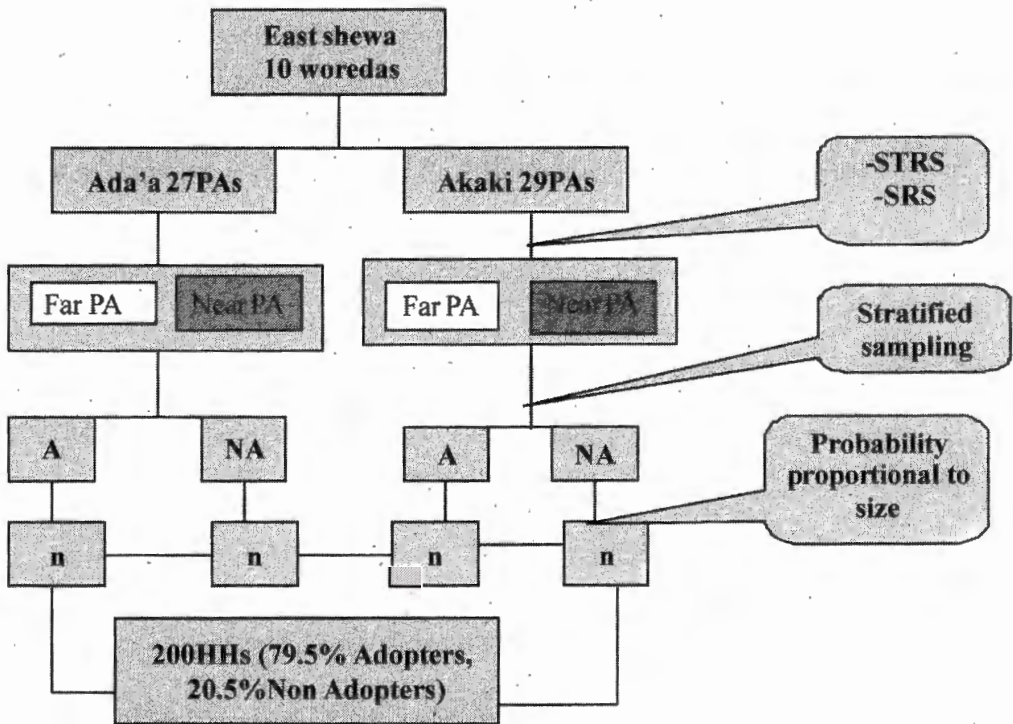 East shewa
10 woredas
Ada'a 27PAs
Akaki 29PAs
-STRS
-SRS
Far PA
Near PA
Far PA
Near PA
Stratified
sampling
A
NA
A
NA
Probability
proportional to
size
n
n
n
n
200HHs (79.5% Adopters,
20.5%Non Adopters)